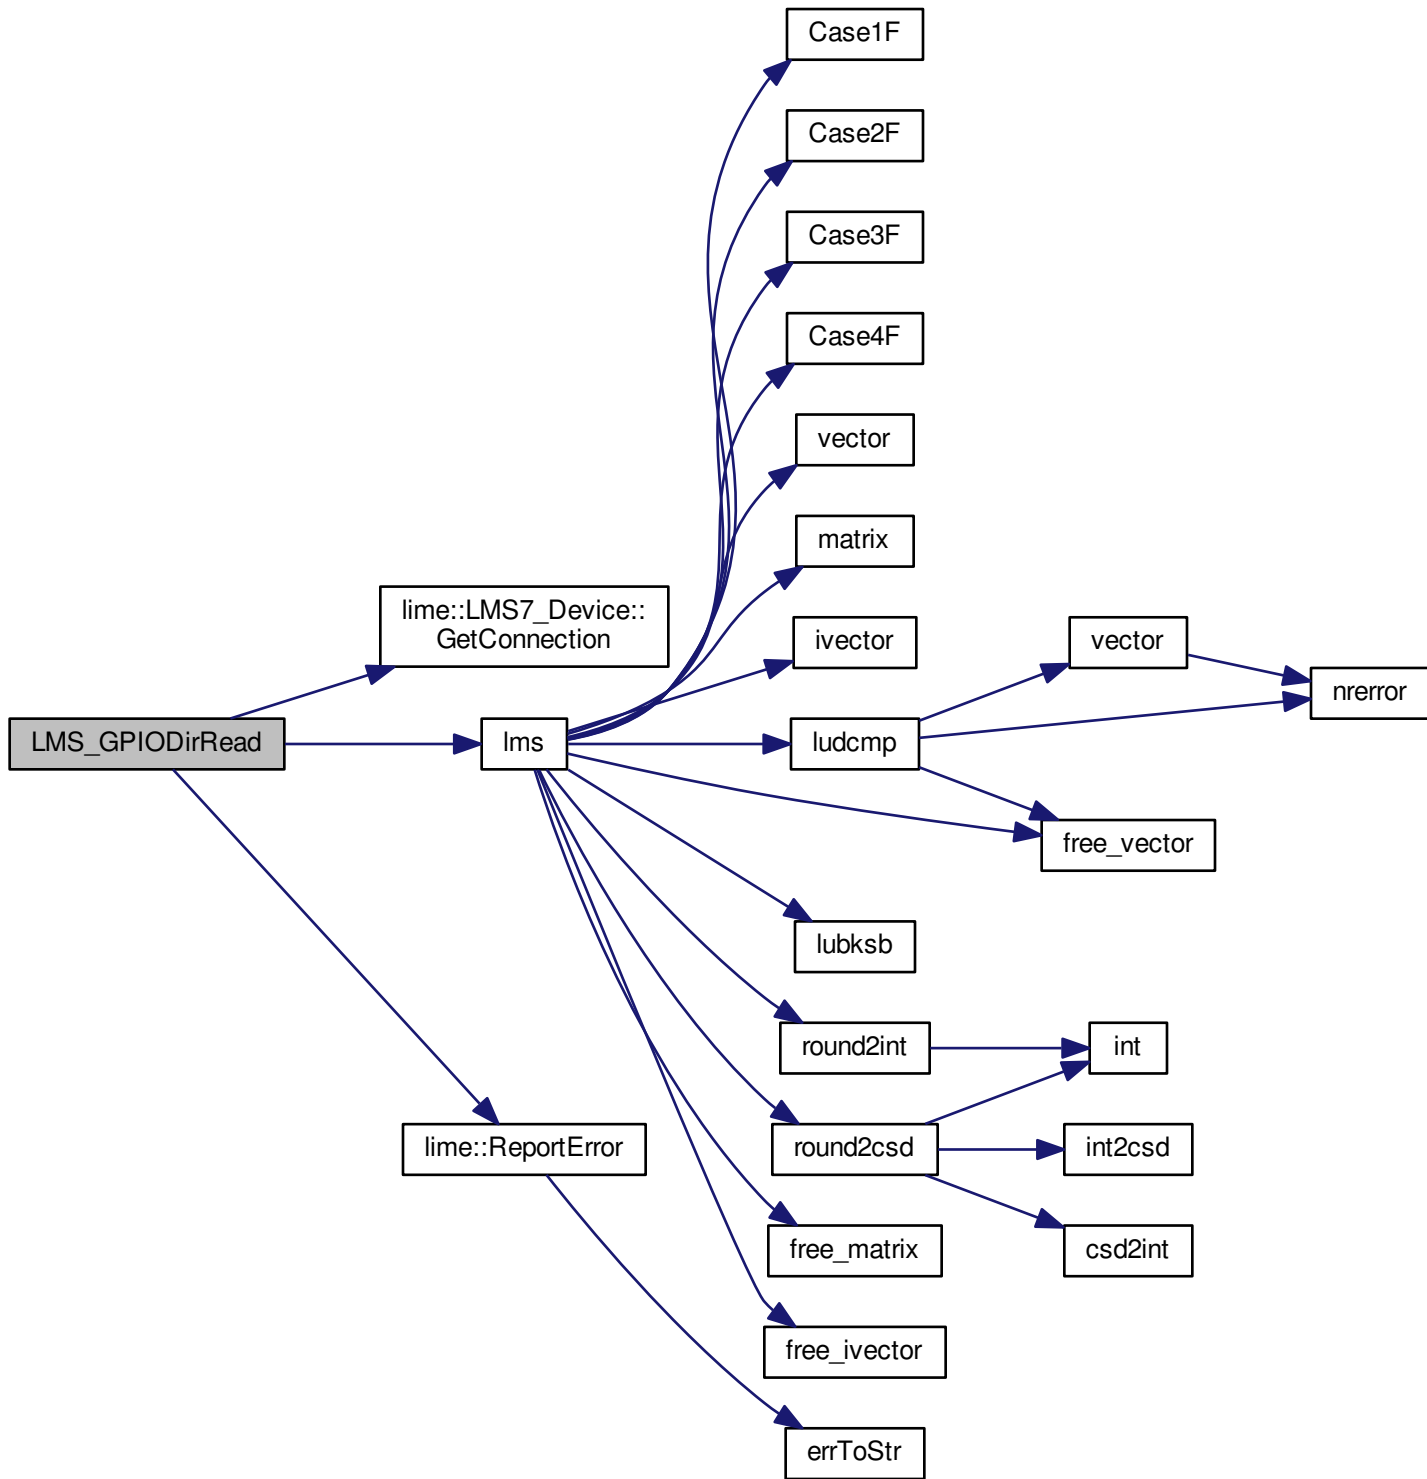 Case1F
Case2F
Case3F
Case4F
vector
matrix
lime::LMS7_Device::
GetConnection
ivector
vector
nrerror
LMS_GPIODirRead
lms
ludcmp
free_vector
lubksb
round2int
int
lime::ReportError
round2csd
int2csd
free_matrix
csd2int
free_ivector
errToStr